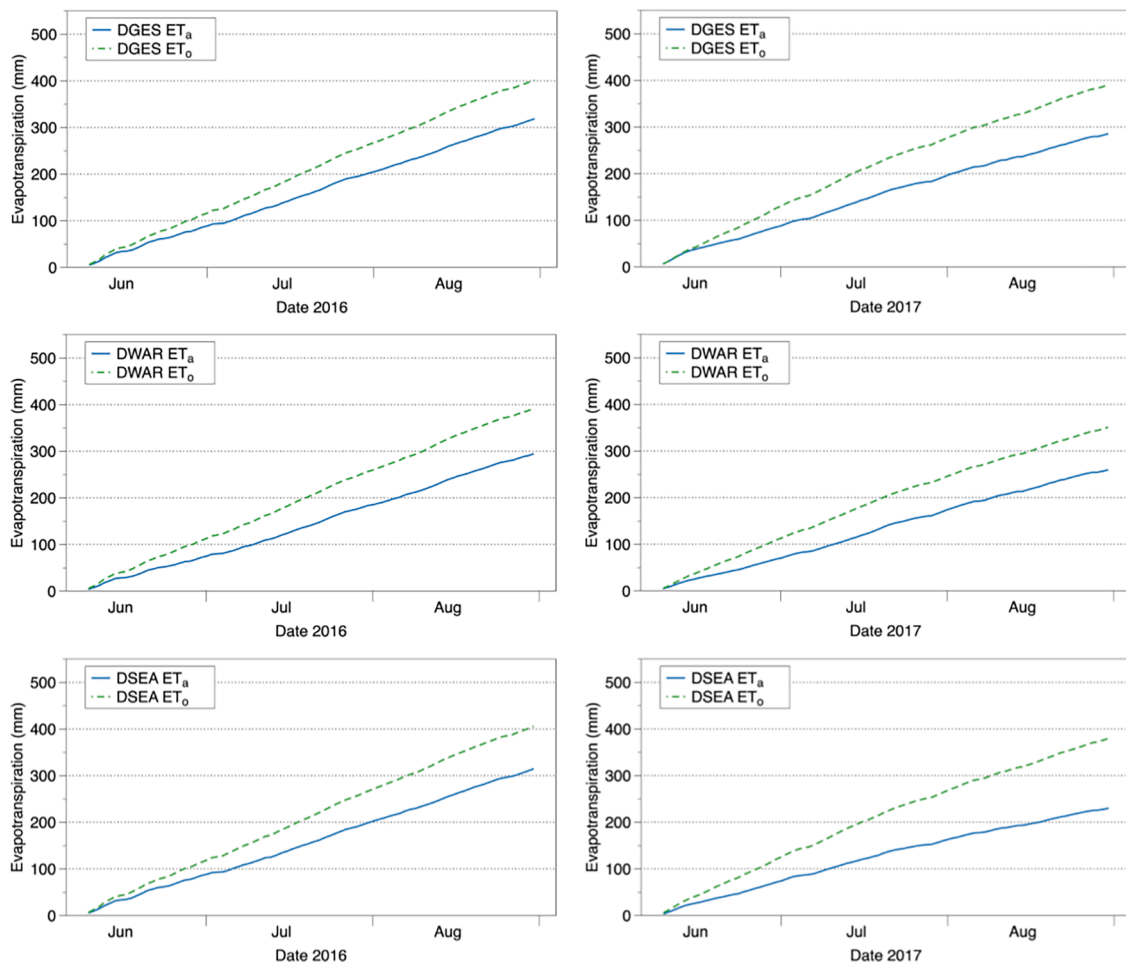 DGES ETa
DGES ETo
Evapotranspiration (mm)
500
400
300
200
100
0
Jun Jul Aug
Date 2016
DGES ETa
DGES ETo
Evapotranspiration (mm)
500
400
300
200
100
0
Jun Jul Aug
Date 2017
DWAR ETa
DWAR ETo
Evapotranspiration (mm)
500
400
300
200
100
0
Jun Jul Aug
Date 2016
DWAR ETa
DWAR ETo
Evapotranspiration (mm)
500
400
300
200
100
0
Jun Jul Aug
Date 2017
DSEA ETa
DSEA ETo
Evapotranspiration (mm)
500
400
300
200
100
0
Jun Jul Aug
Date 2016
DSEA ETa
DSEA ETo
Evapotranspiration (mm)
500
400
300
200
100
0
Jun Jul Aug
Date 2017